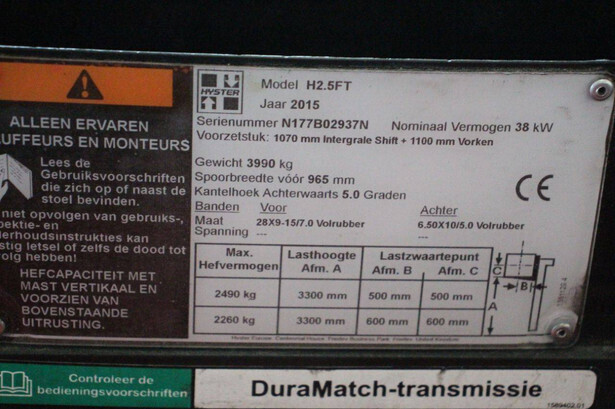 ALLEEN ERVAREN
UFFEURS EN MONTEURS
Lees de
Gebruiksvoorschriften
die zich op of naast de
stoel bevinden.
niet opvolgen van gebruiks-,
pektie- en
derhoudsinstrukties kan
stig letsel of zelfs de dood tot
volg hebben!
HEFCAPACITEIT MET
MAST VERTIKAAL EN
VOORZIEN VAN
BOVENSTAANDE
UITRUSTING.
HYSTER
Model H2.5FT
Jaar 2015
Serienummer N177B02937N Nominaal Vermogen 38 kW
Voorzetstuk: 1070 mm Intergrale Shift + 1100 mm Vorken
Gewicht 3990 kg
Spoorbreedte vóór 965 mm
Kantelhoek Achterwaarts 5.0 Graden
CE
Banden Voor Achter
Maat 28X9-15/7.0 Volrubber 6.50X10/5.0 Volrubber
Spanning --- ---
Max. Hefvermogen Lasthoogte Afm. A Lastzwaartepunt Afm. B Afm. C
2490 kg 3300 mm 500 mm 500 mm
2260 kg 3300 mm 600 mm 600 mm
C
B
A
Controleer de
bedieningsvoorschriften
DuraMatch-transmissie
1589402.01